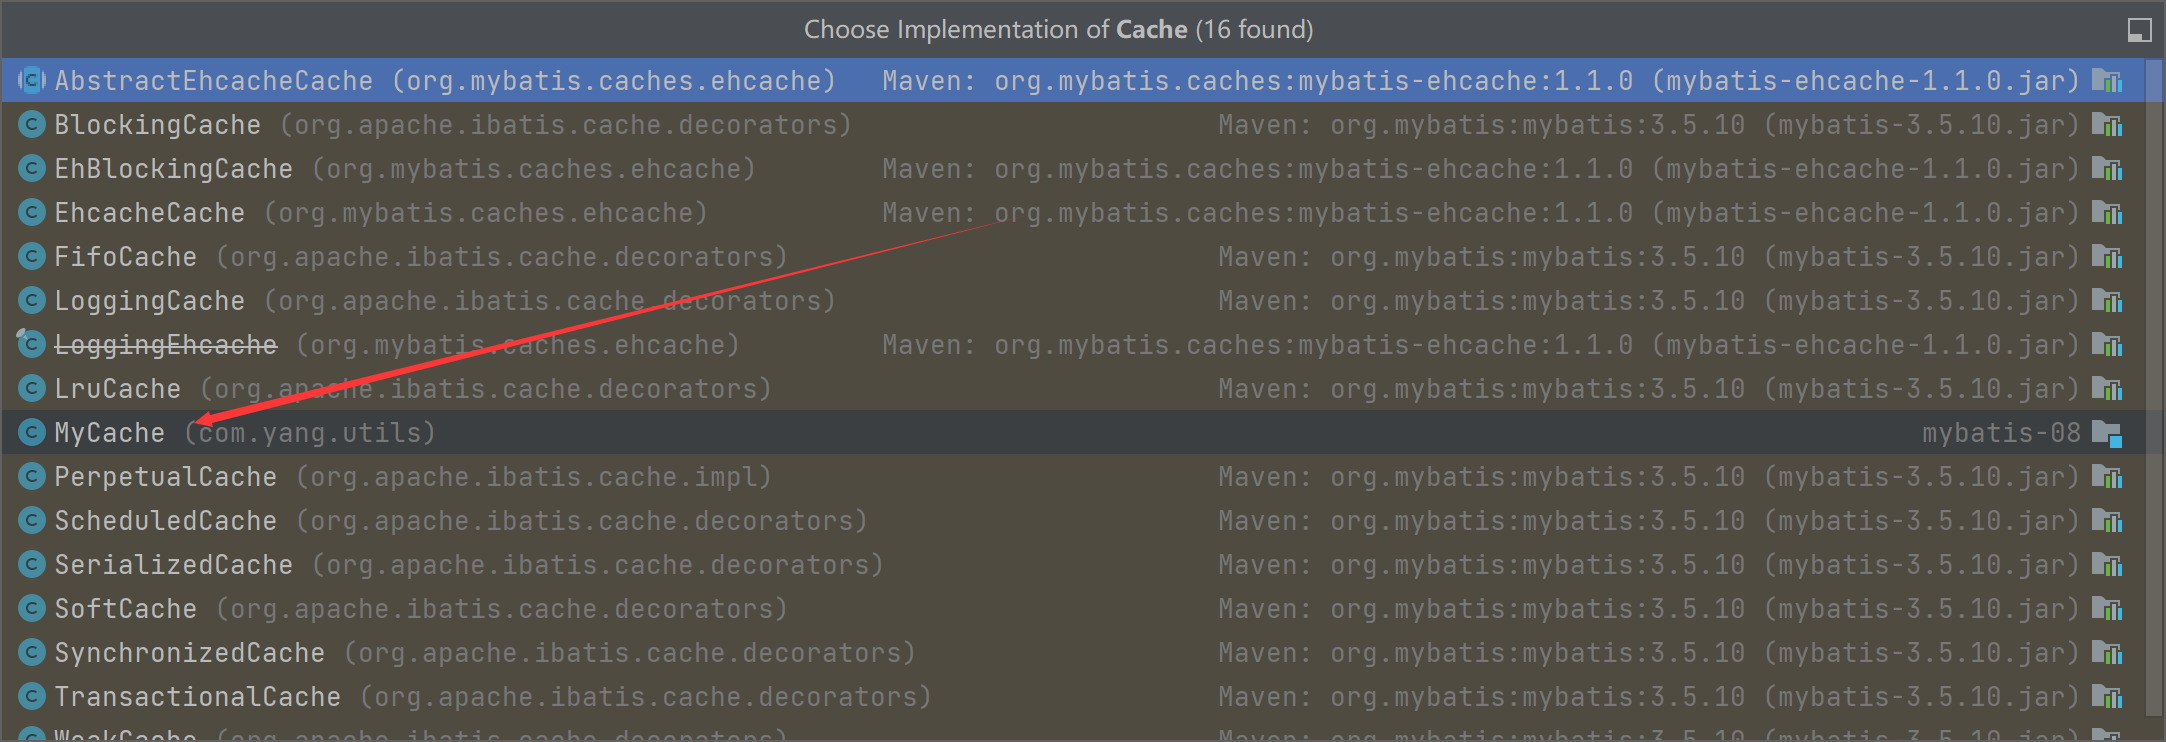 Choose Implementation of Cache (16 found)
AbstractEhcacheCache (org.mybatis.caches.ehcache) Maven: org.mybatis.caches:mybatis-ehcache:1.1.0 (mybatis-ehcache-1.1.0.jar)
BlockingCache (org.apache.ibatis.cache.decorators) Maven: org.mybatis:mybatis:3.5.10 (mybatis-3.5.10.jar)
EhBlockingCache (org.mybatis.caches.ehcache) Maven: org.mybatis.caches:mybatis-ehcache:1.1.0 (mybatis-ehcache-1.1.0.jar)
EhcacheCache (org.mybatis.caches.ehcache) Maven: org.mybatis.caches:mybatis-ehcache:1.1.0 (mybatis-ehcache-1.1.0.jar)
FifoCache (org.apache.ibatis.cache.decorators) Maven: org.mybatis:mybatis:3.5.10 (mybatis-3.5.10.jar)
LoggingCache (org.apache.ibatis.cache.decorators) Maven: org.mybatis:mybatis:3.5.10 (mybatis-3.5.10.jar)
LoggingEhcache (org.mybatis.caches.ehcache) Maven: org.mybatis.caches:mybatis-ehcache:1.1.0 (mybatis-ehcache-1.1.0.jar)
LruCache (org.apache.ibatis.cache.decorators) Maven: org.mybatis:mybatis:3.5.10 (mybatis-3.5.10.jar)
MyCache (com.yang.utils) mybatis-08
PerpetualCache (org.apache.ibatis.cache.impl) Maven: org.mybatis:mybatis:3.5.10 (mybatis-3.5.10.jar)
ScheduledCache (org.apache.ibatis.cache.decorators) Maven: org.mybatis:mybatis:3.5.10 (mybatis-3.5.10.jar)
SerializedCache (org.apache.ibatis.cache.decorators) Maven: org.mybatis:mybatis:3.5.10 (mybatis-3.5.10.jar)
SoftCache (org.apache.ibatis.cache.decorators) Maven: org.mybatis:mybatis:3.5.10 (mybatis-3.5.10.jar)
SynchronizedCache (org.apache.ibatis.cache.decorators) Maven: org.mybatis:mybatis:3.5.10 (mybatis-3.5.10.jar)
TransactionalCache (org.apache.ibatis.cache.decorators) Maven: org.mybatis:mybatis:3.5.10 (mybatis-3.5.10.jar)
WeakCache (org.apache.ibatis.cache.decorators) Maven: org.mybatis:mybatis:3.5.10 (mybatis-3.5.10.jar)